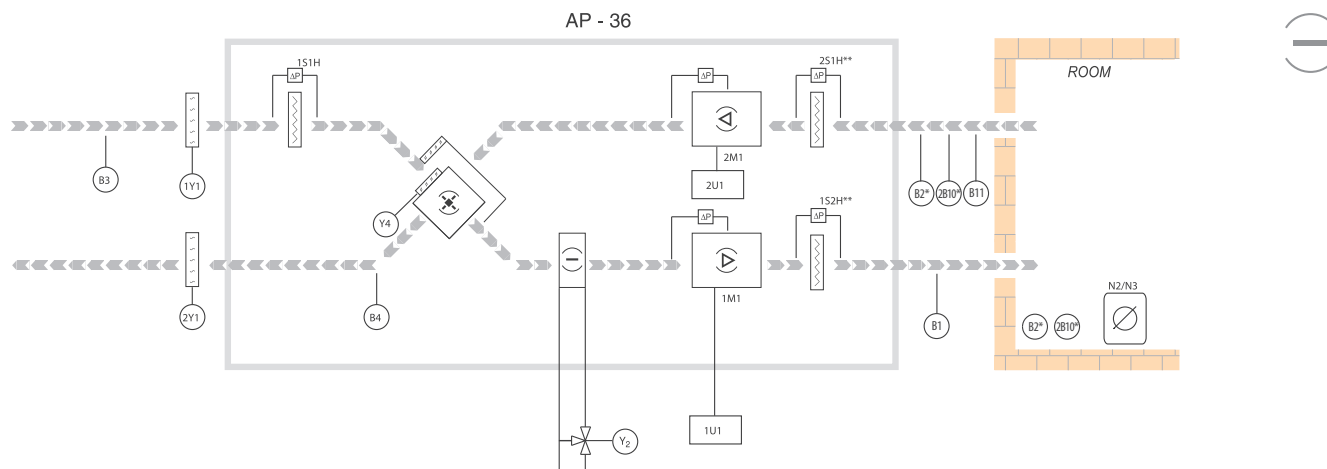 AP - 36
1S1H
ΔP
ΔP
2S1H**
ΔP
ROOM
B3
1Y1
2M1
2U1
B2*
2B10*
B11
Y4
ΔP
1S2H**
ΔP
2Y1
B4
1M1
B1
N2/N3
B2*
2B10*
1U1
Y2